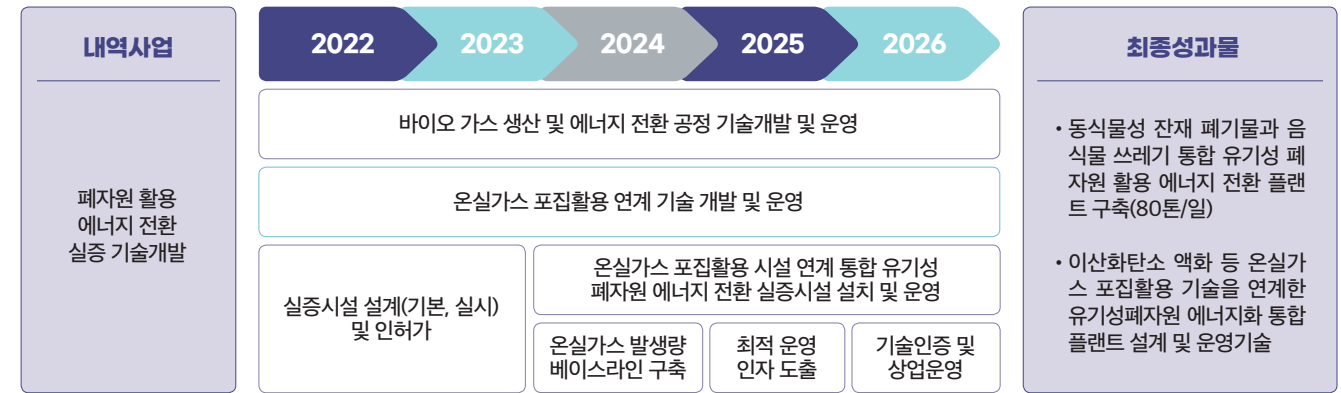 내역사업
폐자원 활용
에너지 전환
실증 기술개발
2022
2023
2024
2025
2026
바이오 가스 생산 및 에너지 전환 공정 기술개발 및 운영
온실가스 포집활용 연계 기술 개발 및 운영
실증시설 설계(기본, 실시)
및 인허가
온실가스 포집활용 시설 연계 통합 유기성
폐자원 에너지 전환 실증시설 설치 및 운영
온실가스 발생량
베이스라인 구축
최적 운영
인자 도출
기술인증 및
상업운영
최종성과물
• 동식물성 잔재 폐기물과 음
식물 쓰레기 통합 유기성 폐
자원 활용 에너지 전환 플랜
트 구축(80톤/일)
• 이산화탄소 액화 등 온실가
스 포집활용 기술을 연계한
유기성폐자원 에너지화 통합
플랜트 설계 및 운영기술